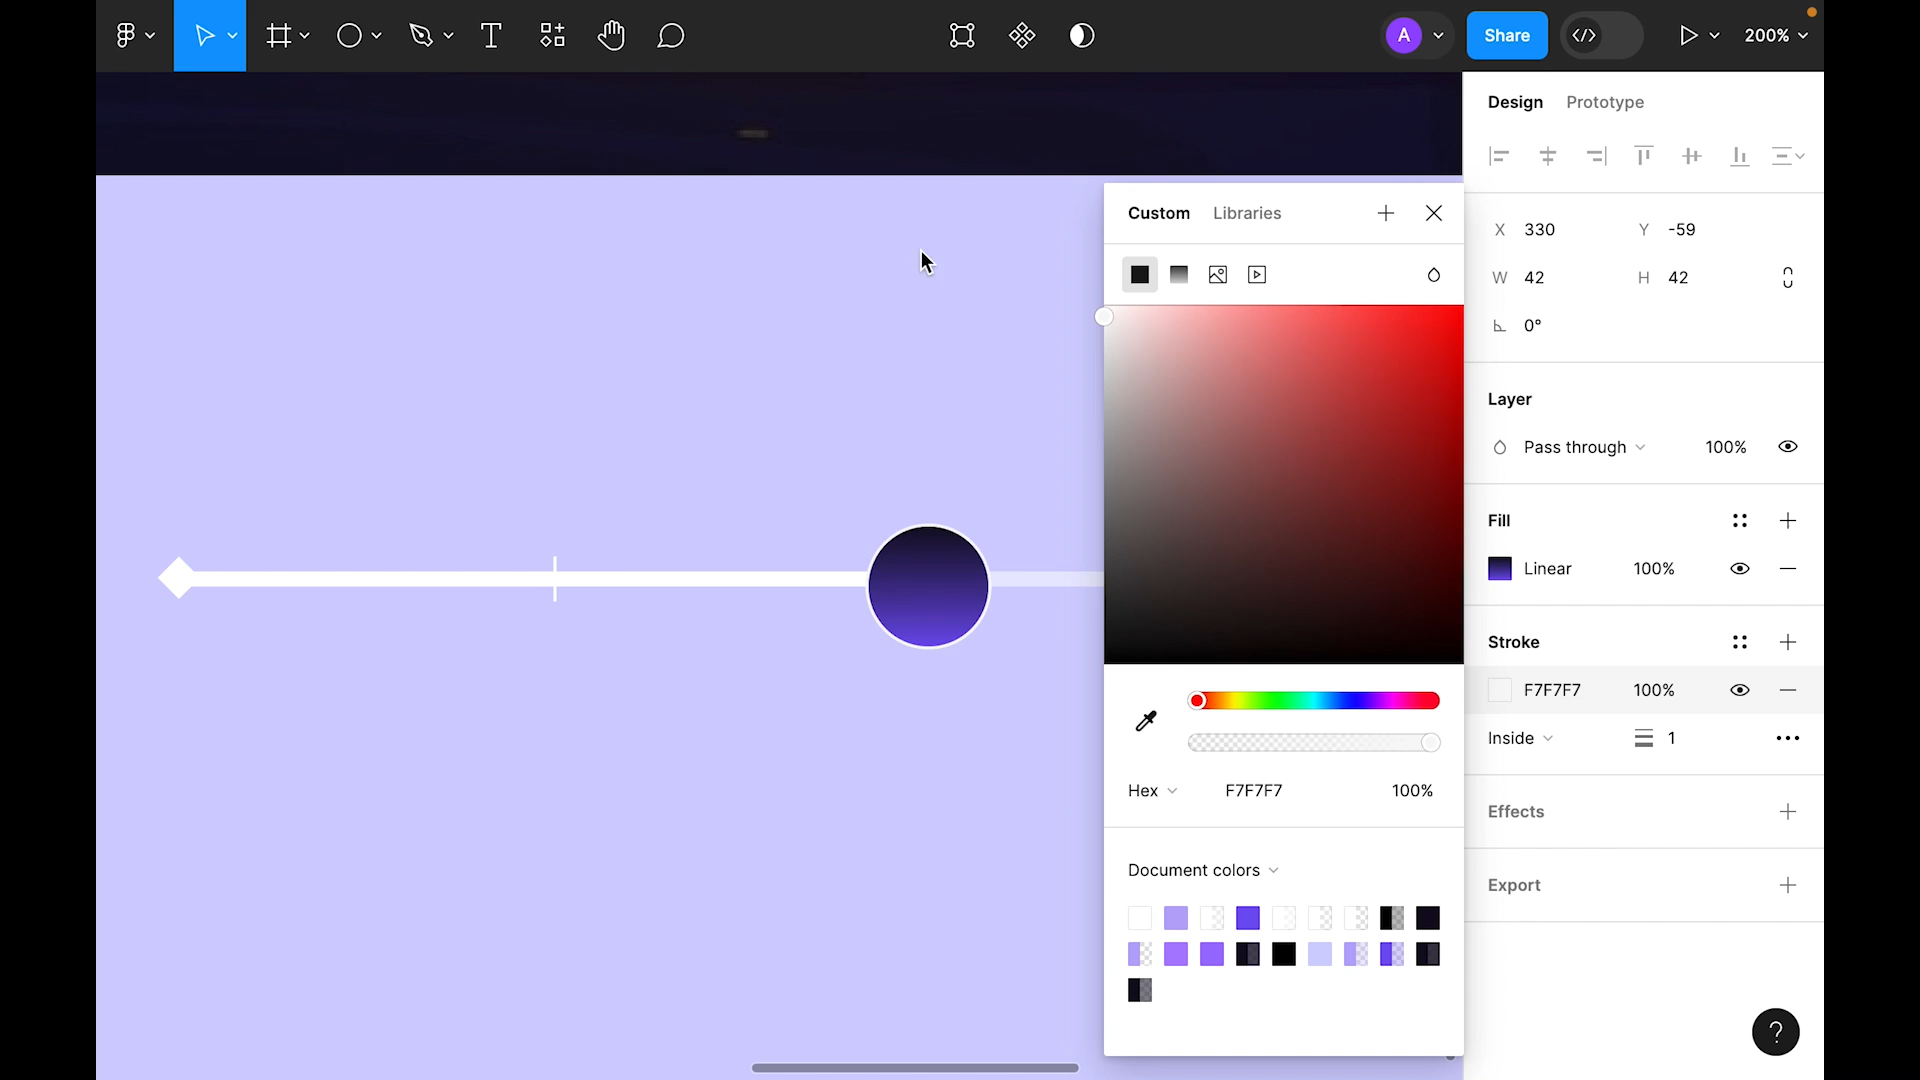 A
Share
200%
Design
Prototype
Custom
Libraries
X 330
Y -59
W 42
H 42
0°
Layer
Pass through
100%
Fill
Linear
100%
Stroke
F7F7F7
100%
Inside
1
Hex
F7F7F7
100%
Effects
Document colors
Export
?